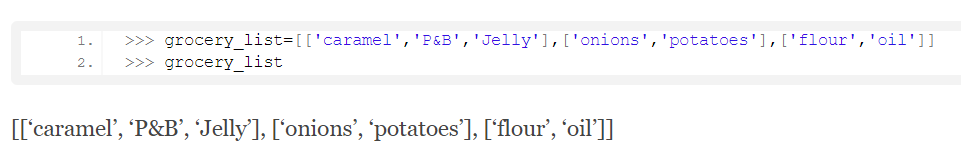 1. >>> grocery_list=[['caramel','P&B','Jelly'],['onions','potatoes'],['flour','oil']]
2. >>> grocery_list
[[‘caramel’, ‘P&B’, ‘Jelly’], [‘onions’, ‘potatoes’], [‘flour’, ‘oil’]]